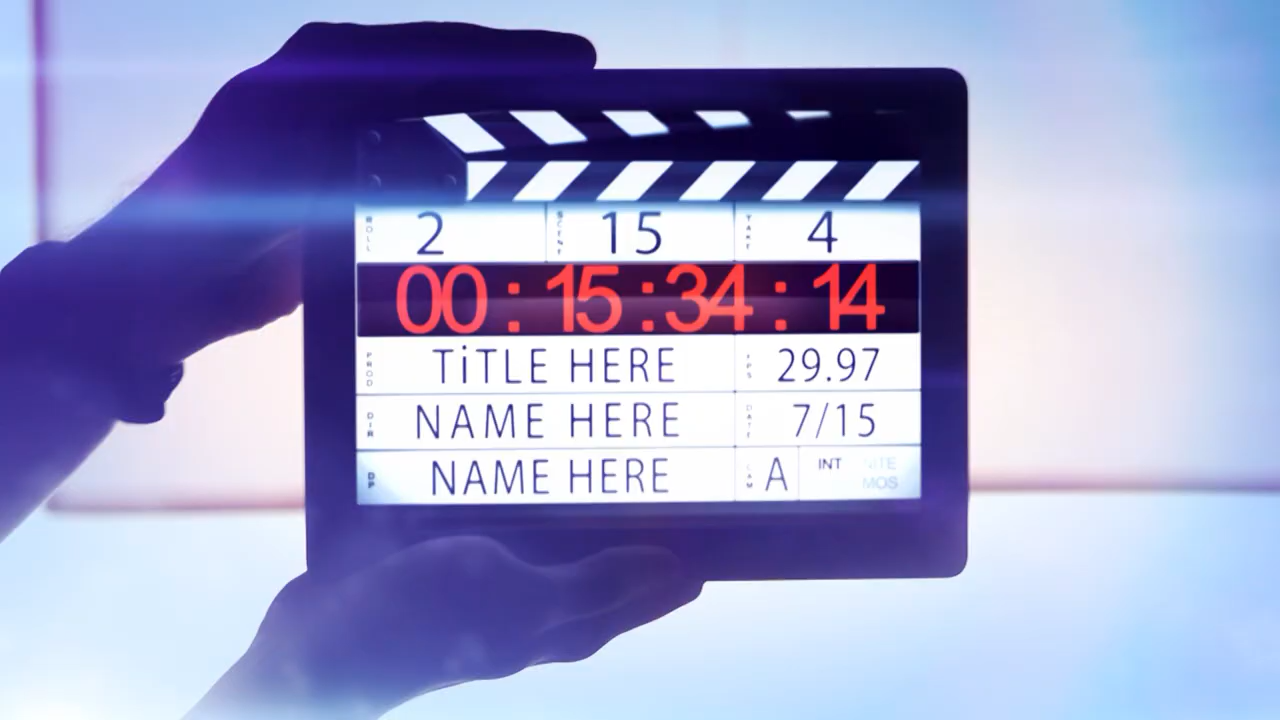 ROLL 2 SCENE 15 TAKE 4
00:15:34:14
PROD TiTLE HERE FPS 29.97
DIR NAME HERE DATE 7/15
DP NAME HERE CAM A INT NITE
MOS